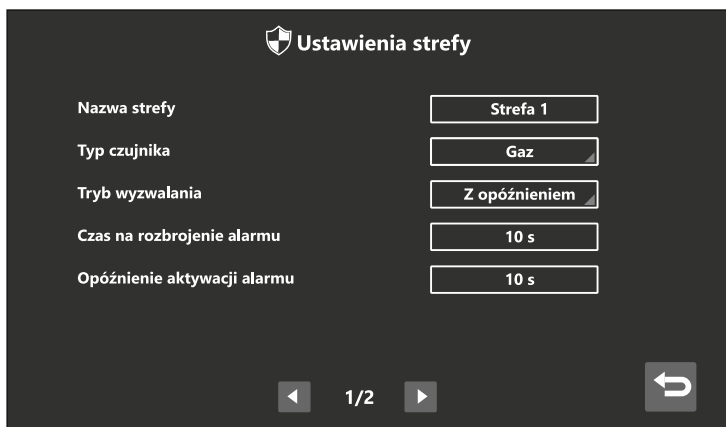 Ustawienia strefy
Nazwa strefy Strefa 1
Typ czujnika Gaz
Tryb wyzwalania Z opóźnieniem
Czas na rozbrojenie alarmu 10 s
Opóźnienie aktywacji alarmu 10 s
1/2